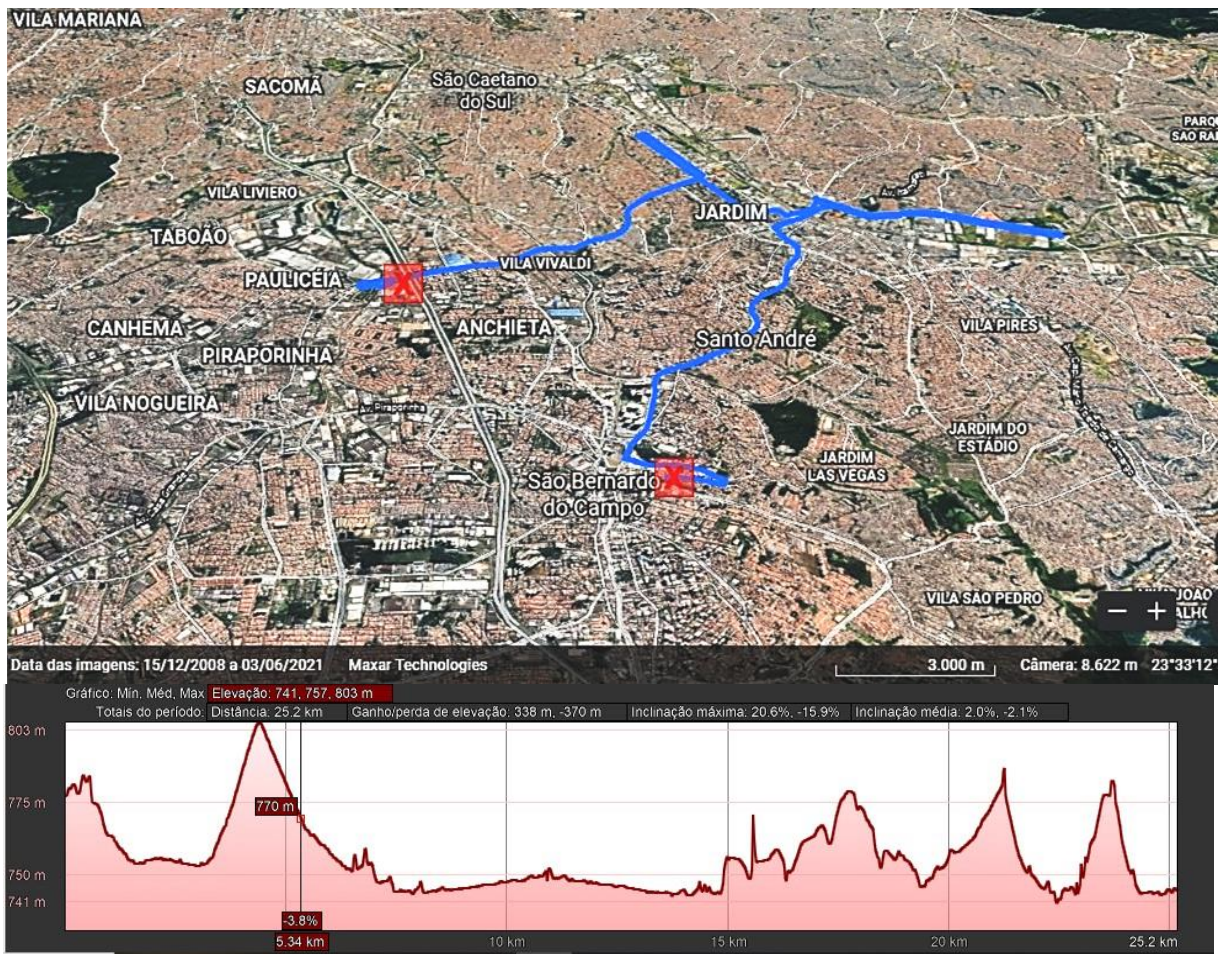 VILA MARIANA
SACOMÃ
São Caetano
do Sul
VILA LIVIERO
TABOÃO
JARDIM
PAULICÉIA
VILA VIVALDI
CANHEMA
ANCHIETA
PIRAPORINHA
Santo André
VILA PIRES
VILA NOGUEIRA
Av. Piraporinha
JARDIM DO
ESTÁDIO
JARDIM
LAS VEGAS
São Bernardo
do Campo
VILA SÃO PEDRO
JOÃO
X
X
- +
Data das imagens: 15/12/2008 a 03/06/2021 Maxar Technologies 3.000 m Câmera: 8.622 m 23°33'12"
Gráfico: Mín, Méd, Max Elevação: 741, 757, 803 m
Totais do período: Distância: 25.2 km Ganho/perda de elevação: 338 m, -370 m Inclinação máxima: 20.6%, -15.9% Inclinação média: 2.0%, -2.1%
803 m
775 m
770 m
750 m
741 m
-3.8%
5.34 km 10 km 15 km 20 km 25.2 km